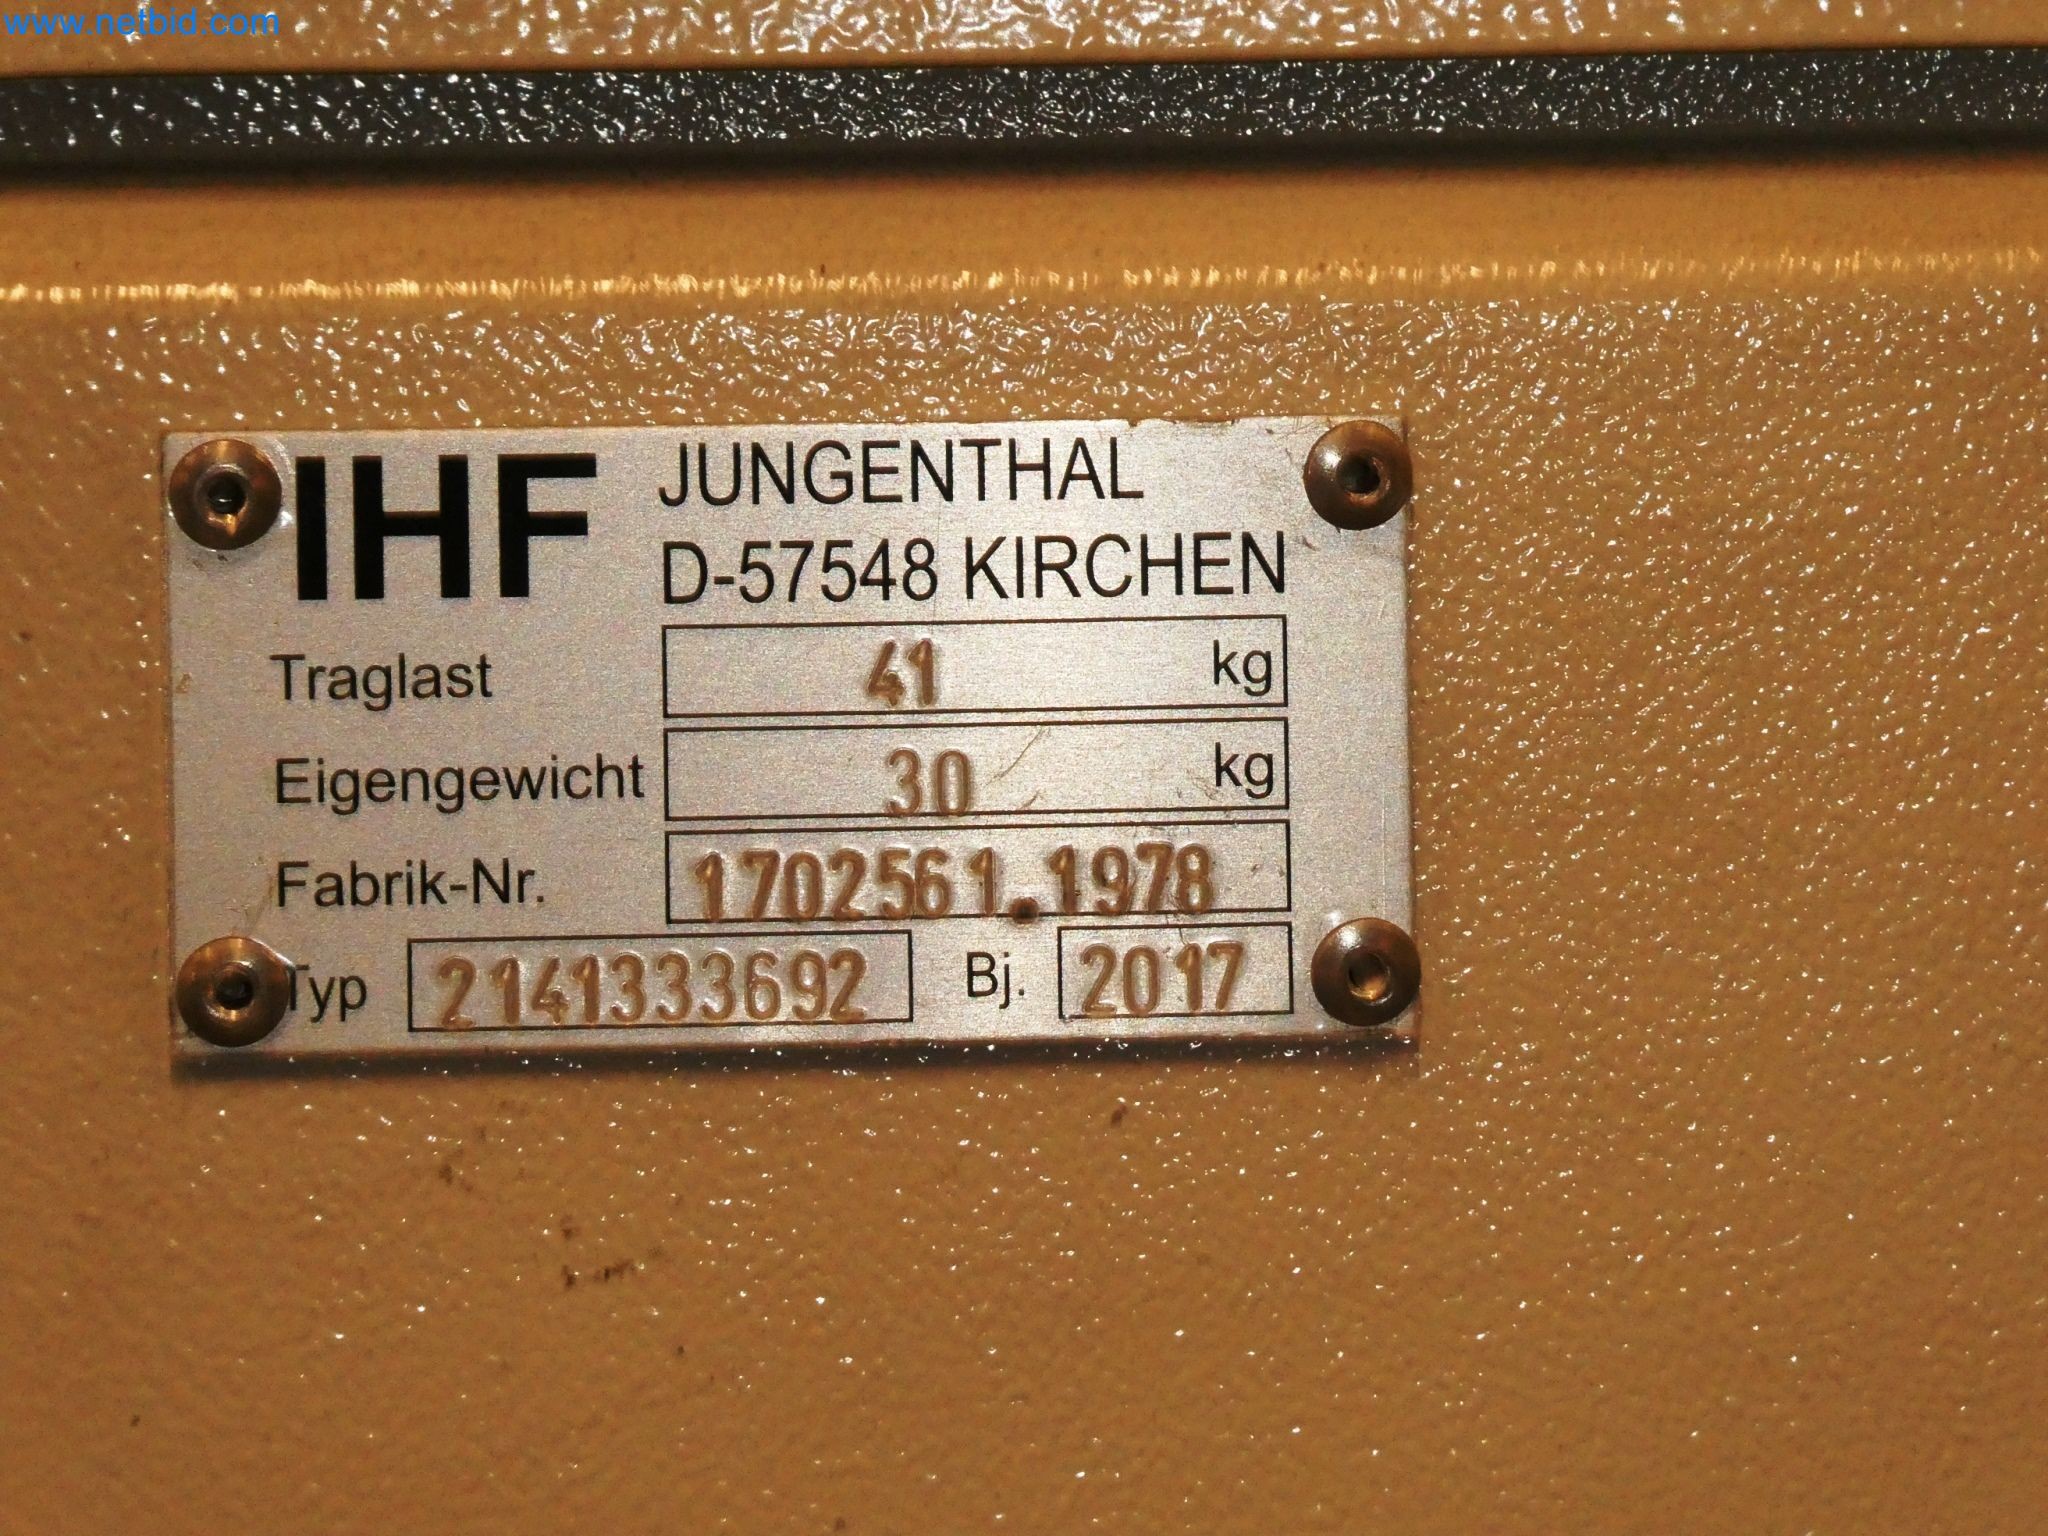 www.netbid.com
IHF JUNGENTHAL
D-57548 KIRCHEN
Traglast 41 kg
Eigengewicht 30 kg
Fabrik-Nr. 1702561.1978
Typ 2141333692 Bj. 2017